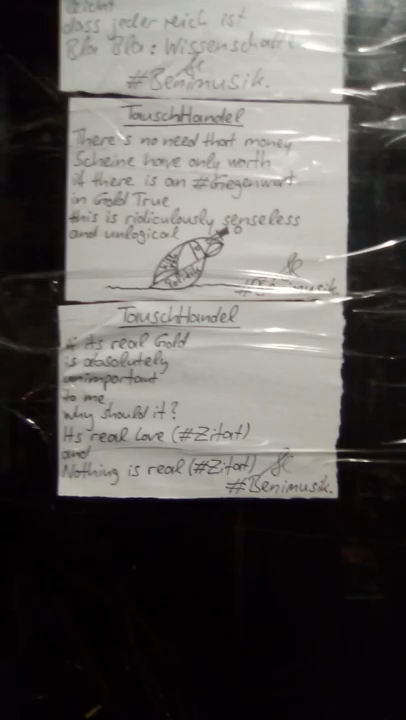 dass jeder reich ist
Bla Bla: Wissenschaft
#Benimusik.
TauschHandel
There's no need that money
Scheine have only worth
if there is an #Gegenwert
in Gold True
this is ridiculously senseless
and unlogical
#Benimusik.
TauschHandel
if its real Gold
is absolutely
unimportant
to me
why should it?
Its real Love (#Zitat)
and
Nothing is real (#Zitat)
#Benimusik.